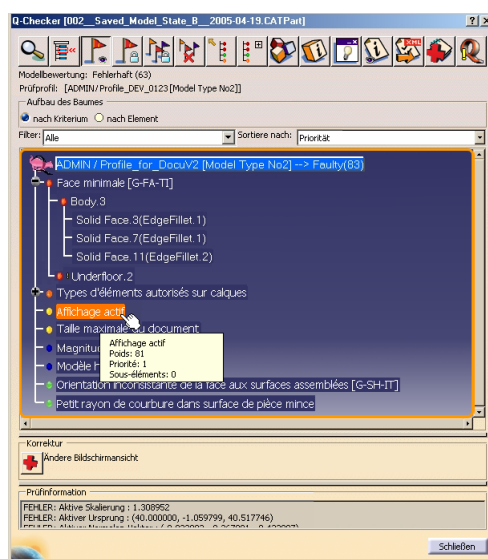 Q-Checker [002__Saved_Model_State_B__2005-04-19.CATPart]
Modellbewertung: Fehlerhaft (63)
Prüfprofil: [ADMIN/Profile_DEV_0123[Model Type No2]]
Aufbau des Baumes
nach Kriterium nach Element
Filter: Alle Sortiere nach: Priorität
ADMIN / Profile_for_DocuV2 [Model Type No2] --> Faulty(83)
Face minimale [G-FA-TI]
Body.3
Solid Face.3(EdgeFillet.1)
Solid Face.7(EdgeFillet.1)
Solid Face.11(EdgeFillet.2)
Underfloor.2
Types d'éléments autorisés sur calques
Affichage actif
Taille maximale du document
Affichage actif
Poids: 81
Priorité: 1
Sous-éléments: 0
Orientation inconsistante de la face aux surfaces assemblées [G-SH-IT]
Petit rayon de courbure dans surface de pièce mince
Korrektur
Ändere Bildschirmansicht
Prüfinformation
FEHLER: Aktive Skalierung : 1.308952
FEHLER: Aktiver Ursprung : (40.000000, -1.059799, 40.517746)
Schließen